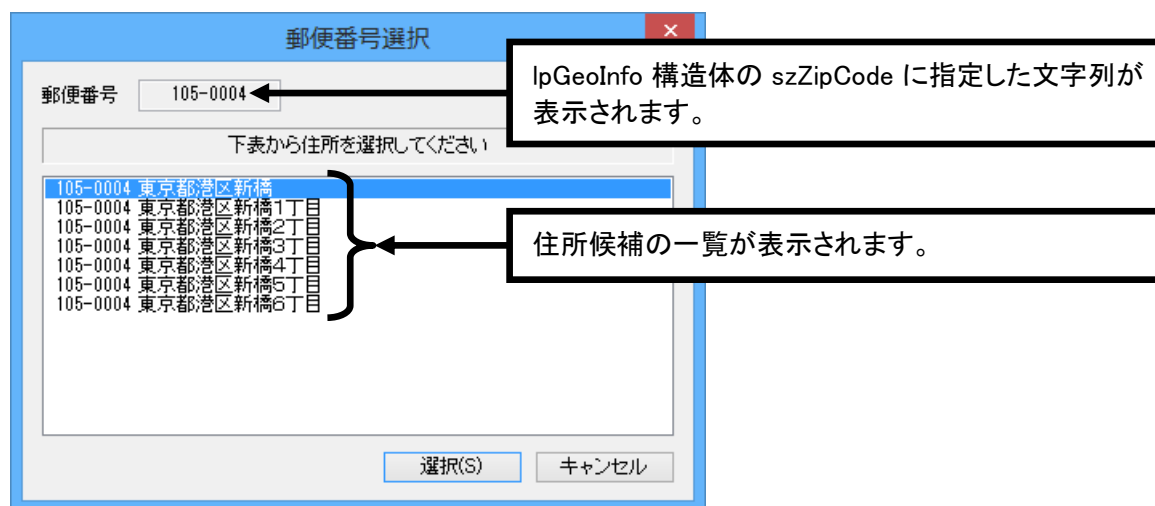 郵便番号選択
×
lpGeoInfo 構造体の szZipCode に指定した文字列が
表示されます。
郵便番号 105-0004
下表から住所を選択してください
105-0004 東京都港区新橋
105-0004 東京都港区新橋1丁目
105-0004 東京都港区新橋2丁目
105-0004 東京都港区新橋3丁目
105-0004 東京都港区新橋4丁目
105-0004 東京都港区新橋5丁目
105-0004 東京都港区新橋6丁目
住所候補の一覧が表示されます。
選択(S) キャンセル